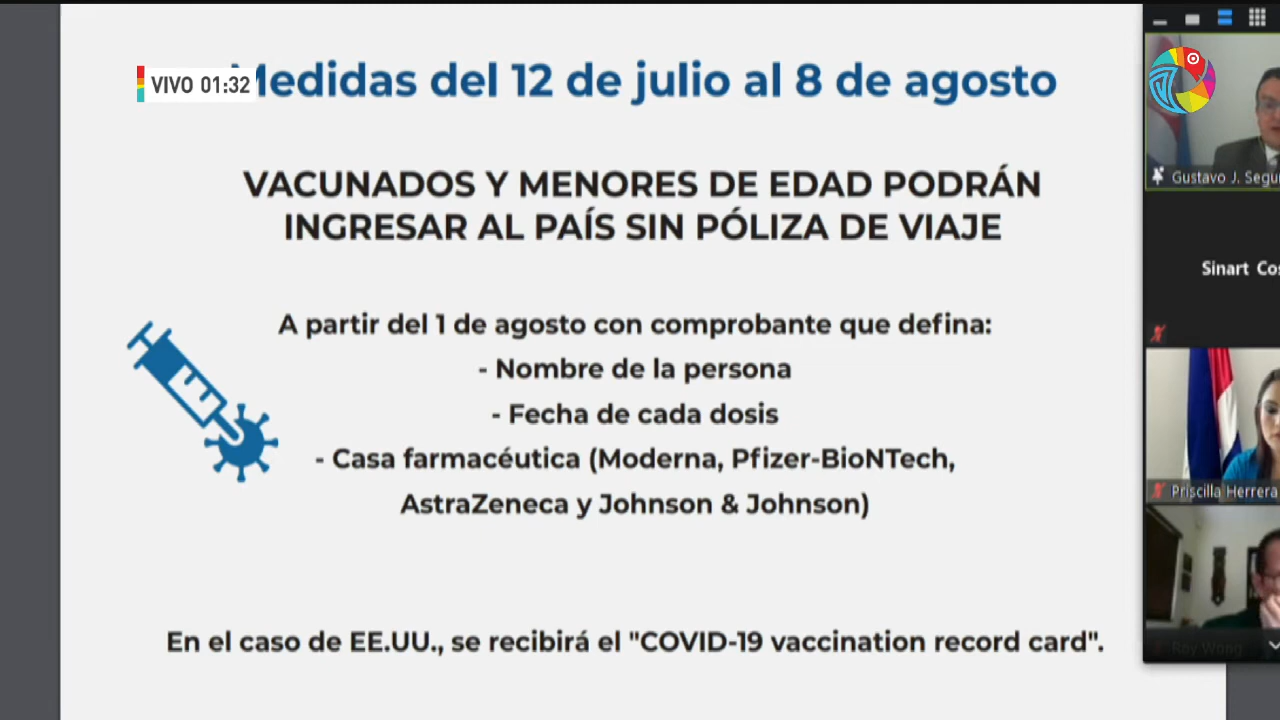 VIVO 01:32
Medidas del 12 de julio al 8 de agosto
VACUNADOS Y MENORES DE EDAD PODRÁN
INGRESAR AL PAÍS SIN PÓLIZA DE VIAJE
A partir del 1 de agosto con comprobante que defina:
- Nombre de la persona
- Fecha de cada dosis
- Casa farmacéutica (Moderna, Pfizer-BioNTech,
AstraZeneca y Johnson & Johnson)
En el caso de EE.UU., se recibirá el "COVID-19 vaccination record card".
Gustavo J. Segu
Sinart Cos
Priscilla Herrera
Roy Wong